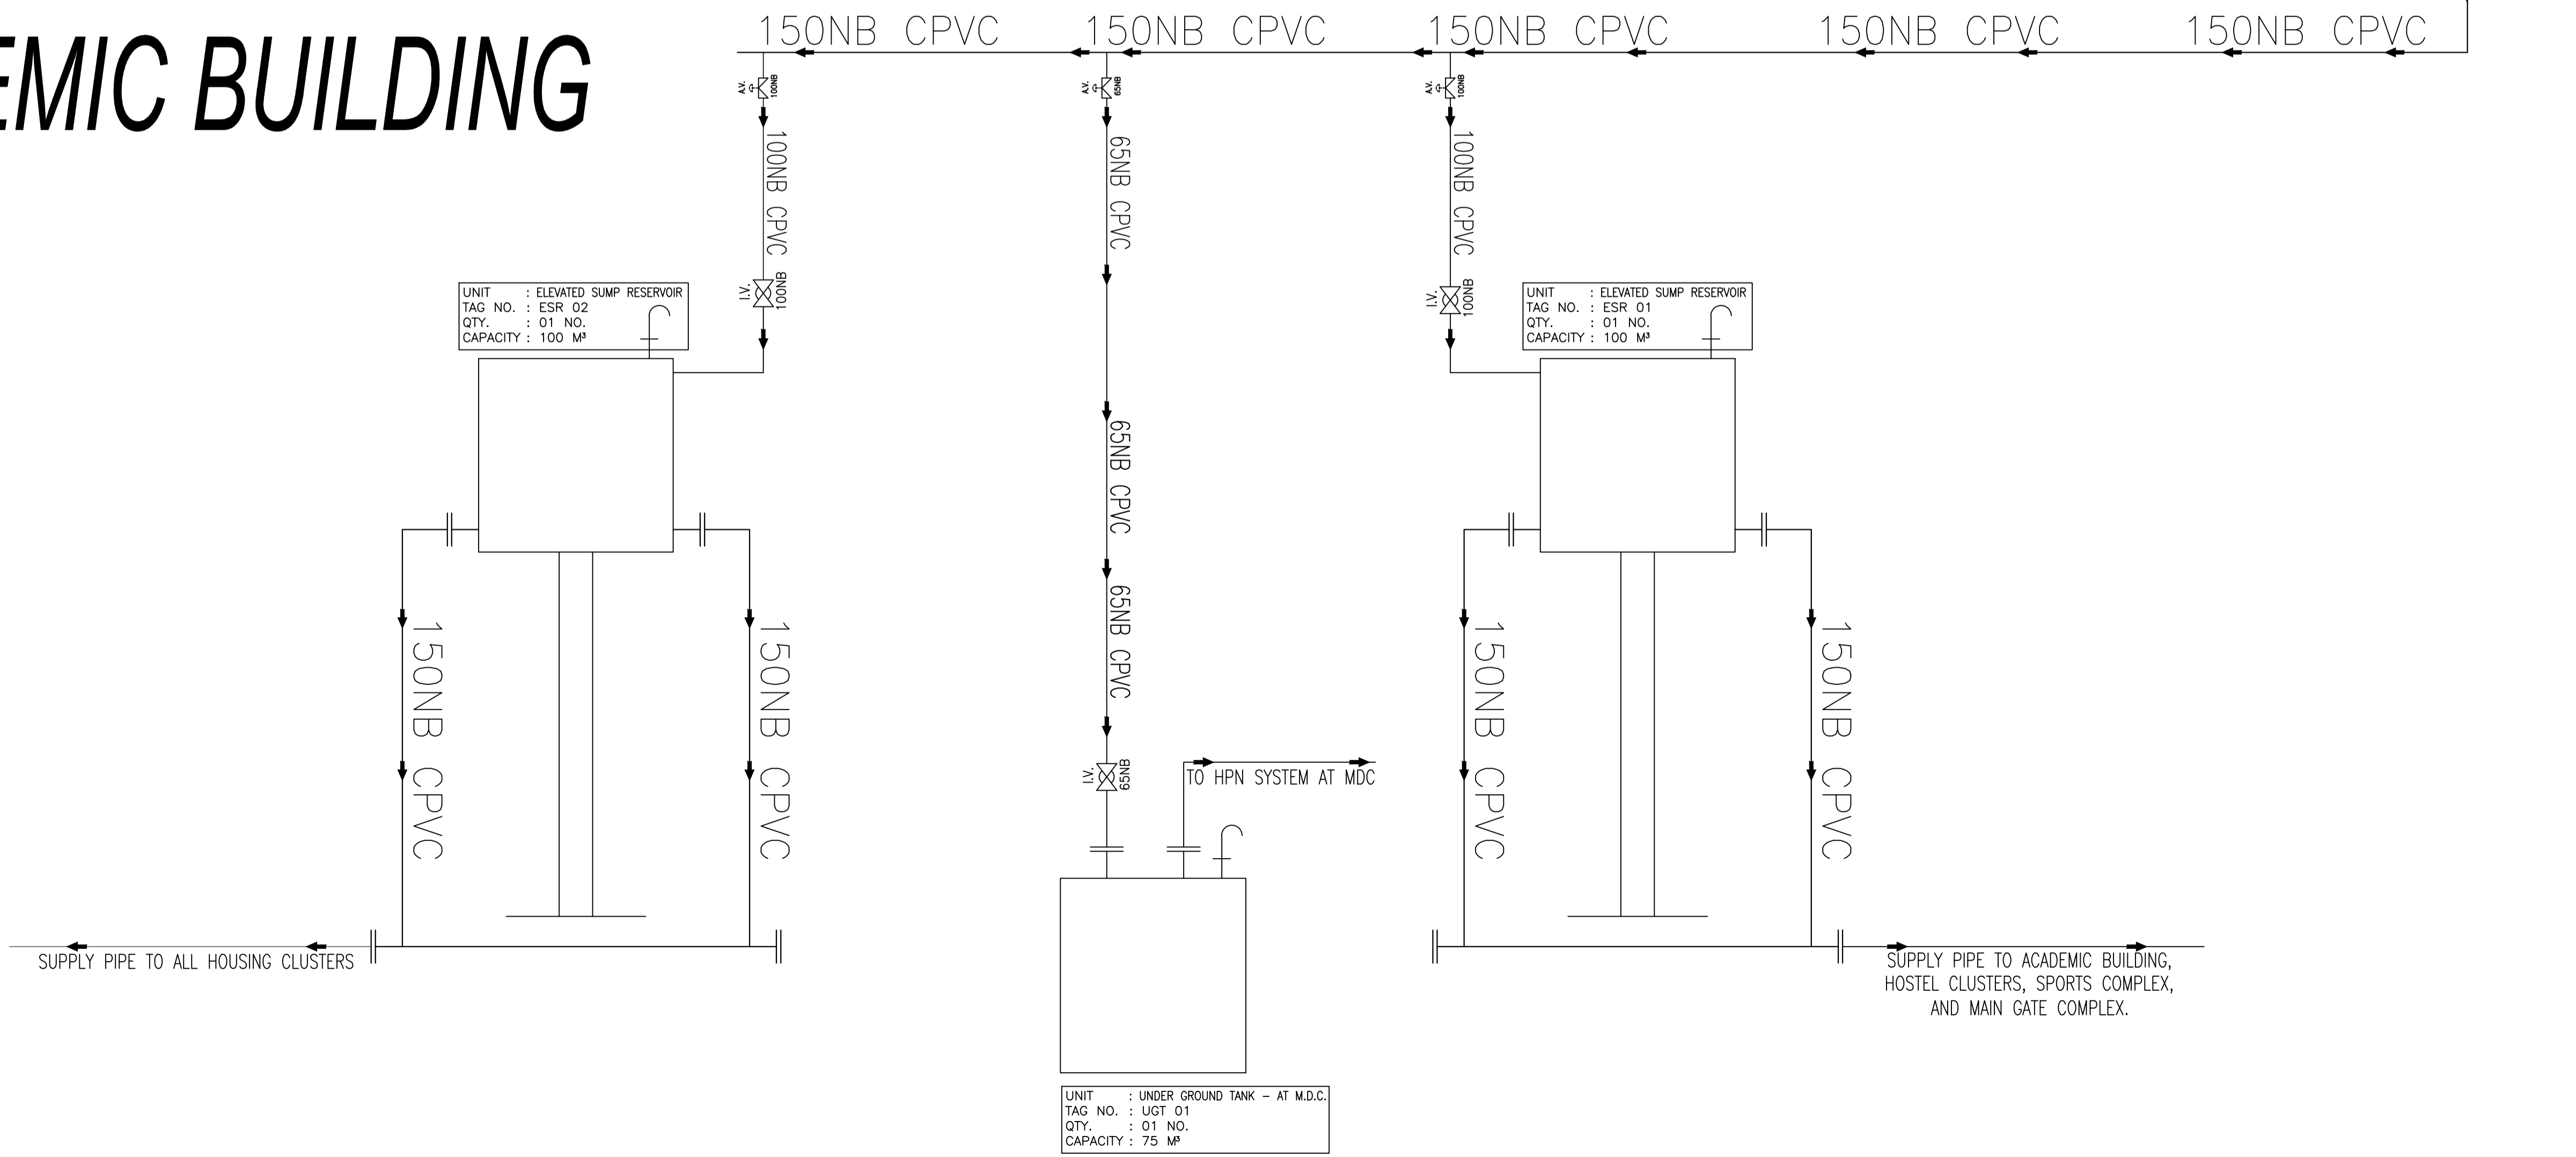 EMIC BUILDING
150NB CPVC
150NB CPVC
150NB CPVC
150NB CPVC
150NB CPVC
A.V.
100NB
A.V.
65NB
A.V.
100NB
100NB CPVC
65NB CPVC
100NB CPVC
I.V.
100NB
I.V.
100NB
UNIT : ELEVATED SUMP RESERVOIR
TAG NO. : ESR 02
QTY. : 01 NO.
CAPACITY : 100 M³
UNIT : ELEVATED SUMP RESERVOIR
TAG NO. : ESR 01
QTY. : 01 NO.
CAPACITY : 100 M³
65NB CPVC
65NB CPVC
150NB CPVC
150NB CPVC
150NB CPVC
150NB CPVC
I.V.
65NB
TO HPN SYSTEM AT MDC
SUPPLY PIPE TO ALL HOUSING CLUSTERS
SUPPLY PIPE TO ACADEMIC BUILDING,
HOSTEL CLUSTERS, SPORTS COMPLEX,
AND MAIN GATE COMPLEX.
UNIT : UNDER GROUND TANK – AT M.D.C.
TAG NO. : UGT 01
QTY. : 01 NO.
CAPACITY : 75 M³